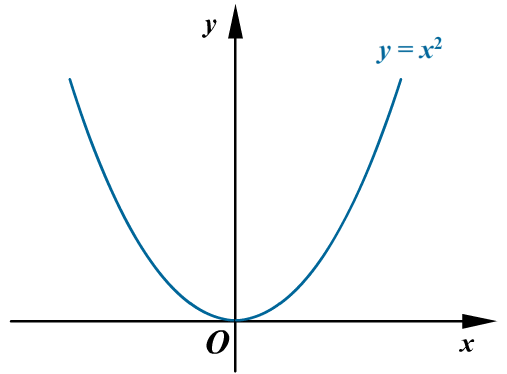 y
y = x²
O
x